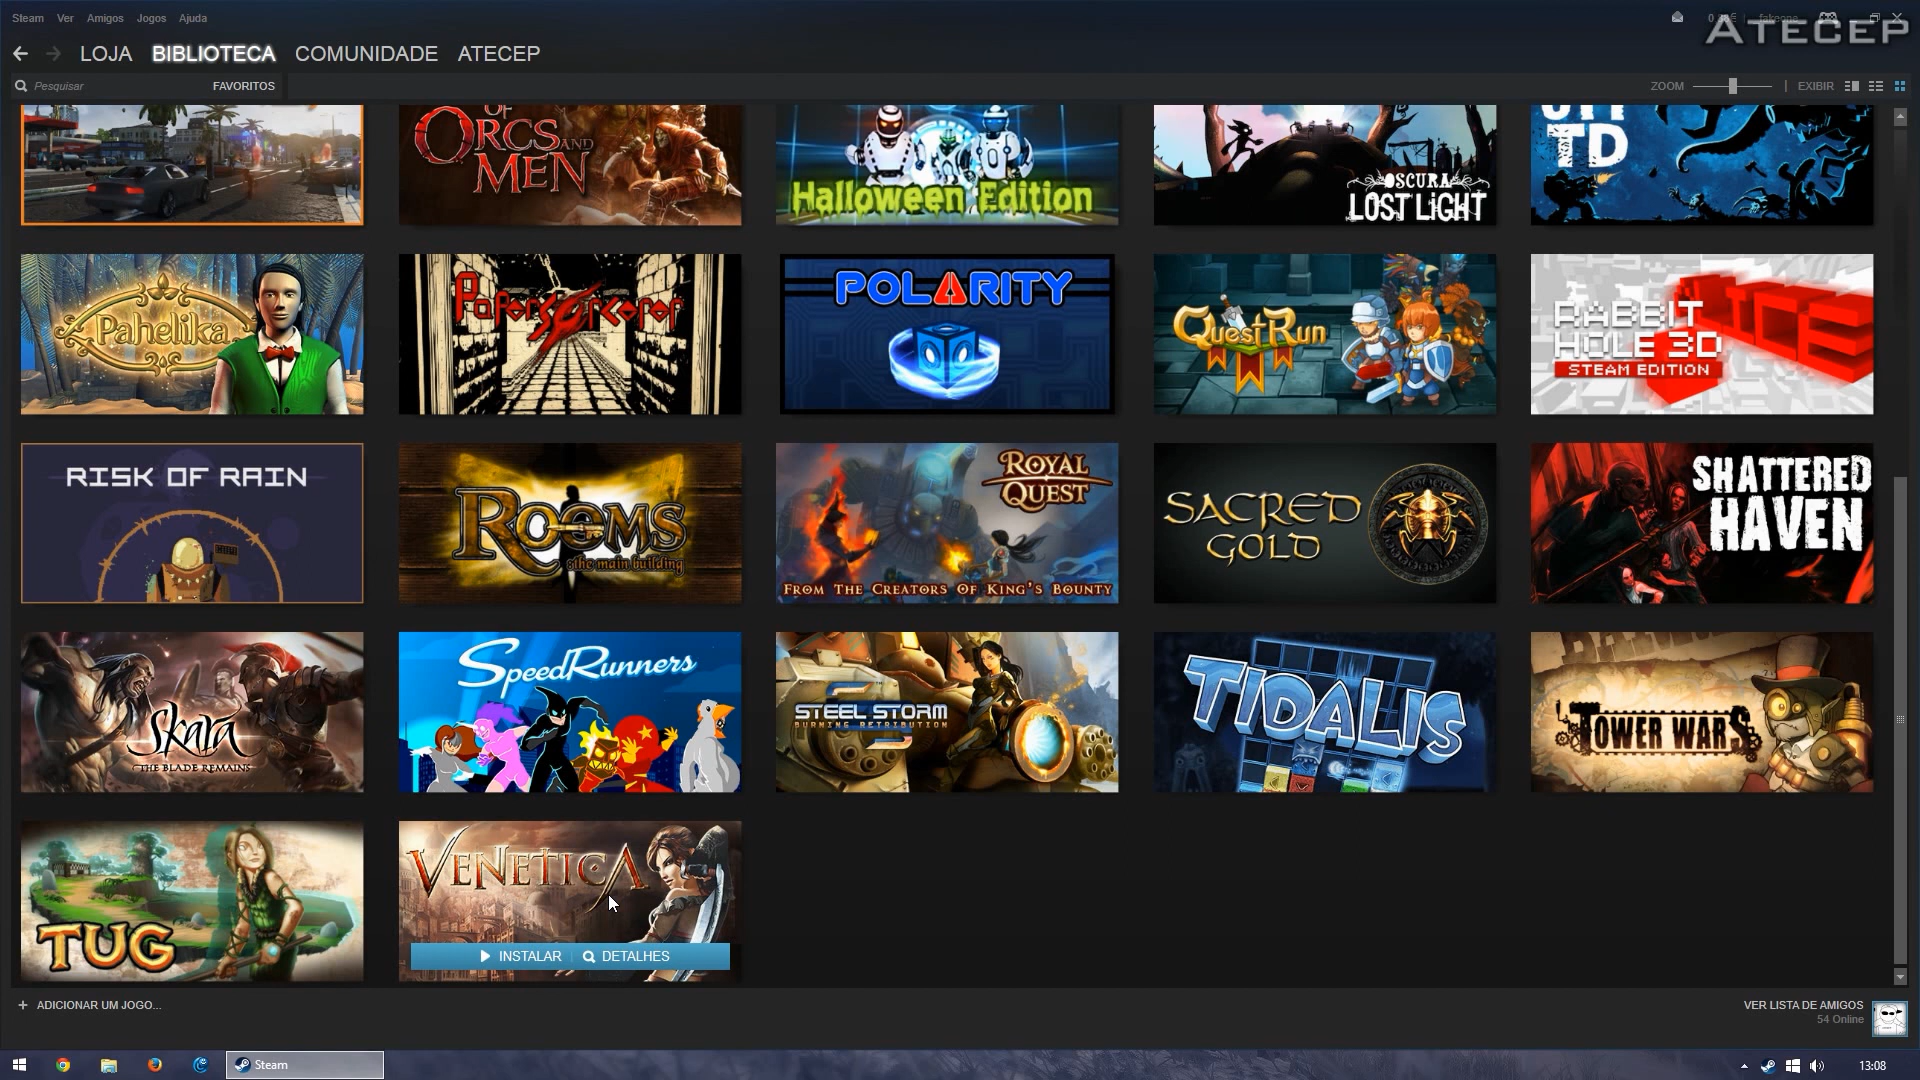 Steam Ver Amigos Jogos Ajuda
ATECEP
LOJA BIBLIOTECA COMUNIDADE ATECEP
Pesquisar FAVORITOS ZOOM | EXIBIR
OF ORCS AND MEN
Halloween Edition
OSCURA
LOST LIGHT
TD
Pahelika
Paper Sorcerer
POLARITY
QuestRun
RABBIT
HOLE 3D
STEAM EDITION
RISK OF RAIN
ROOMS
the main building
ROYAL
QUEST
FROM THE CREATORS OF KING'S BOUNTY
SACRED
GOLD
SHATTERED
HAVEN
Skara
THE BLADE REMAINS
SpeedRunners
STEEL STORM
BURNING RETRIBUTION
TIDALIS
TOWER WARS
TUG
VENETICA
INSTALAR DETALHES
+ ADICIONAR UM JOGO...
VER LISTA DE AMIGOS
54 Online
Steam
13:08